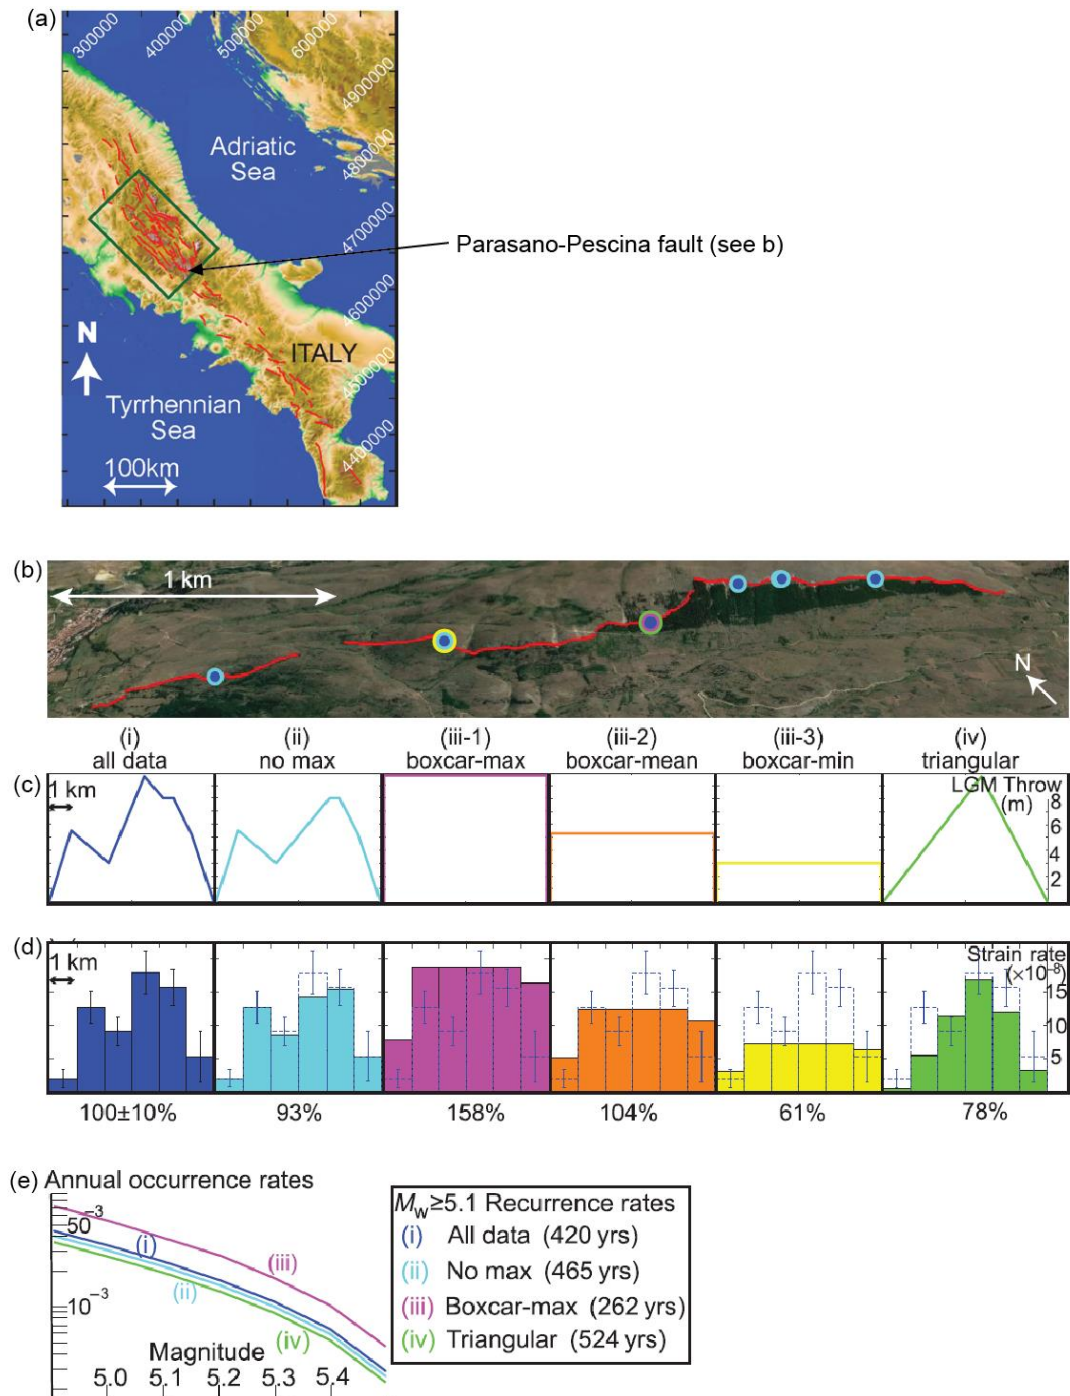 (a)
300000
400000
500000
600000
4900000
4800000
4700000
4600000
4500000
4400000
Adriatic
Sea
Parasano-Pescina fault (see b)
N
ITALY
Tyrrhennian
Sea
100km
(b)
1 km
N
(i)
all data
(ii)
no max
(iii-1)
boxcar-max
(iii-2)
boxcar-mean
(iii-3)
boxcar-min
(iv)
triangular
(c)
1 km
LGM Throw
(m)
8
6
4
2
(d)
1 km
Strain rate
(×10⁻⁸)
15
10
5
100±10%
93%
158%
104%
61%
78%
(e) Annual occurrence rates
50⁻³
10⁻³
(i)
(ii)
(iii)
(iv)
Magnitude
5.0 5.1 5.2 5.3 5.4
Mw≥5.1 Recurrence rates
(i) All data (420 yrs)
(ii) No max (465 yrs)
(iii) Boxcar-max (262 yrs)
(iv) Triangular (524 yrs)